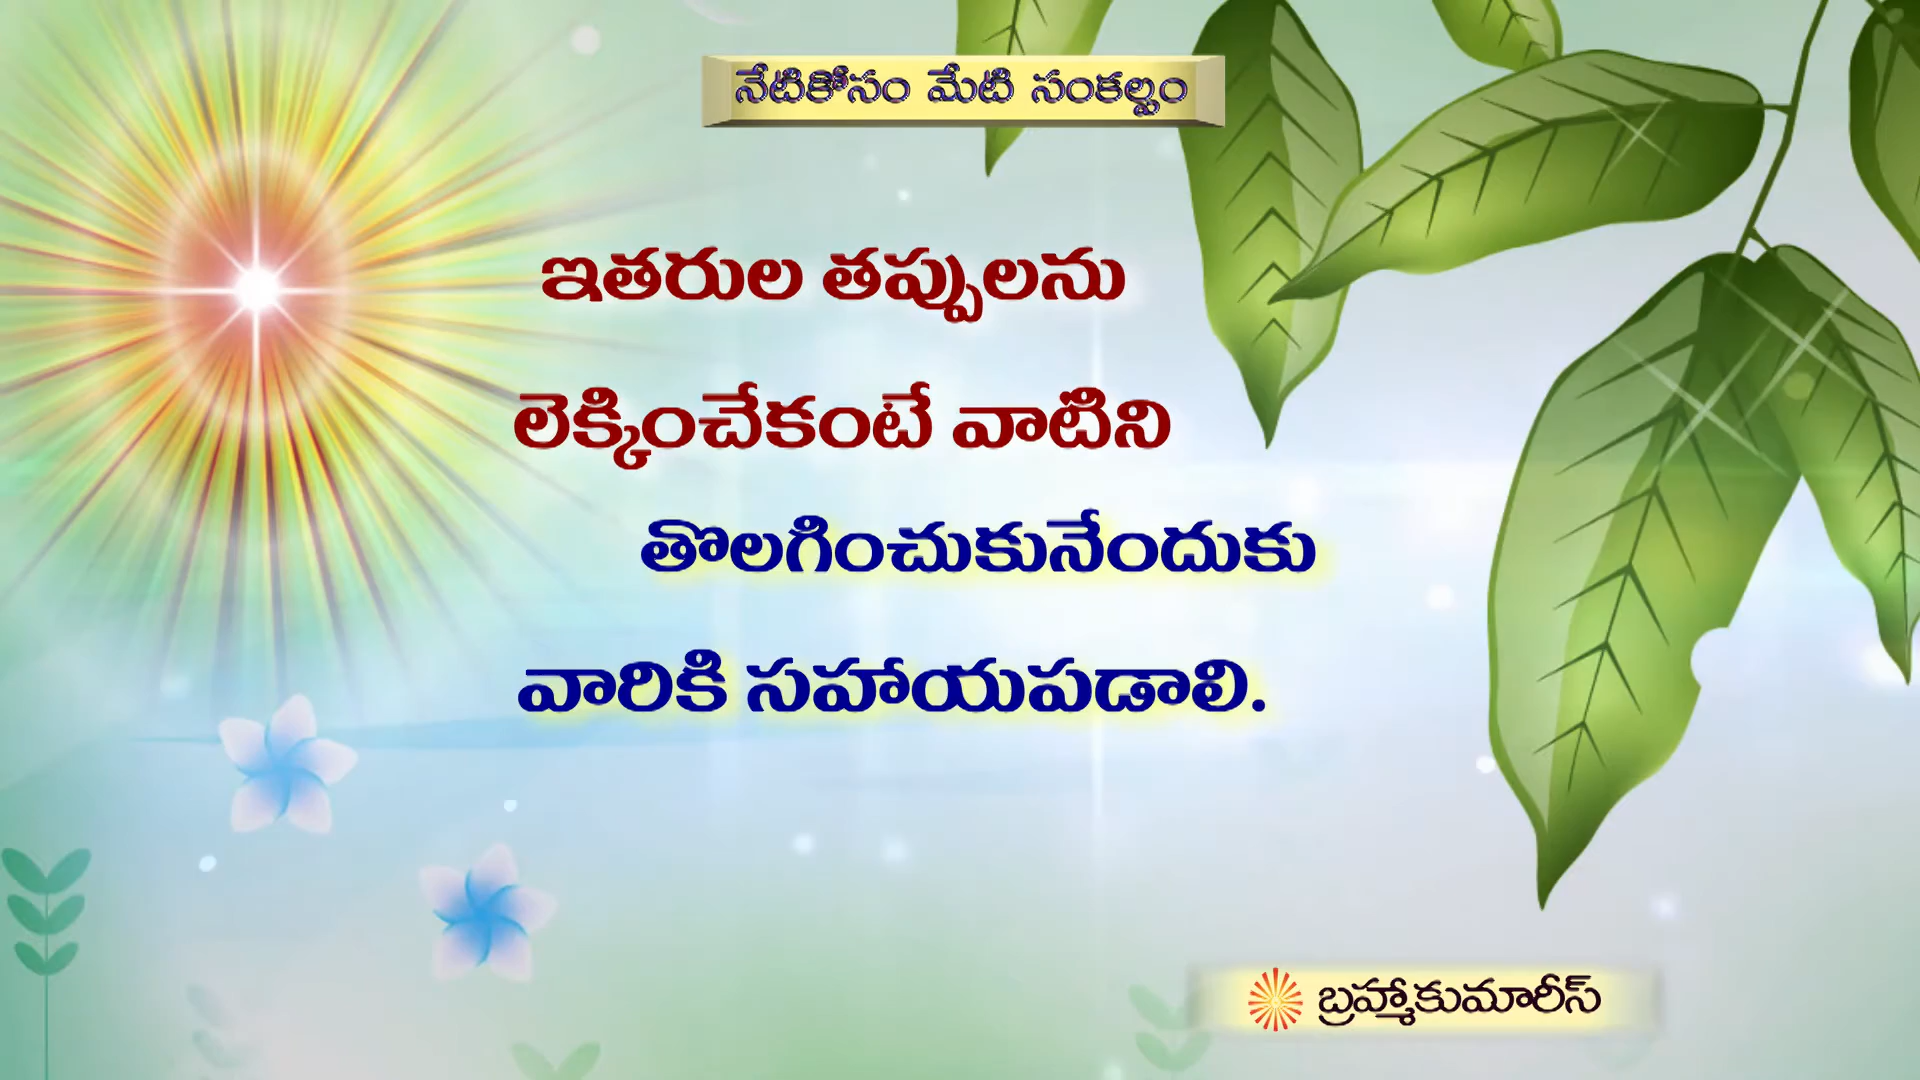 నేటికోసం మేటి సంకల్పం
ఇతరుల తప్పులను
లెక్కించేకంటే వాటిని
తొలగించుకునేందుకు
వారికి సహాయపడాలి.
బ్రహ్మాకుమారీస్